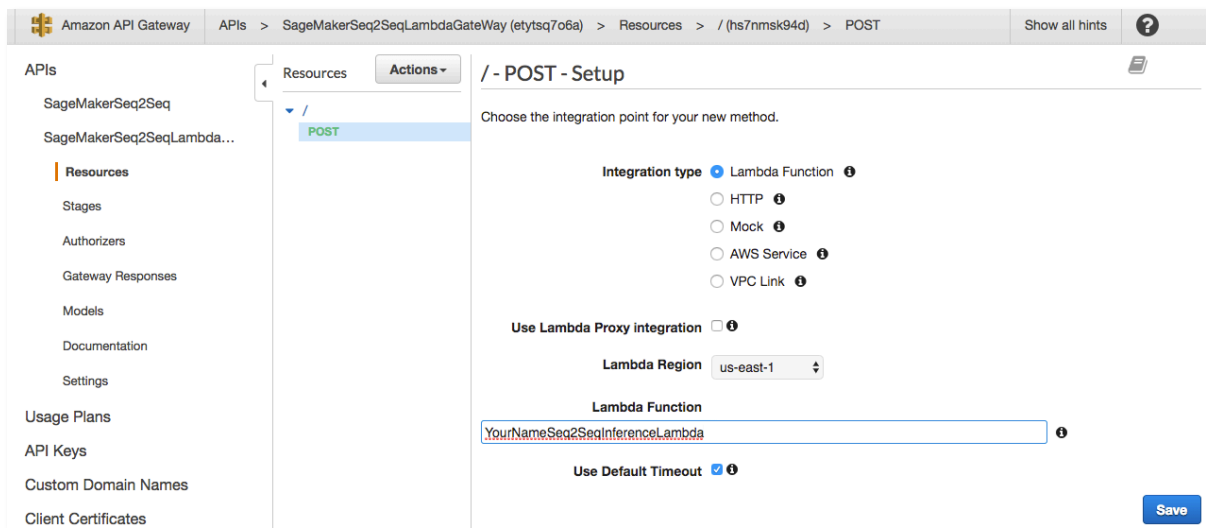 Amazon API Gateway APIs > SageMakerSeq2SeqLambdaGateWay (etytsq7o6a) > Resources > / (hs7nmsk94d) > POST Show all hints ?
APIs
SageMakerSeq2Seq
SageMakerSeq2SeqLambda...
Resources
Stages
Authorizers
Gateway Responses
Models
Documentation
Settings
Usage Plans
API Keys
Custom Domain Names
Client Certificates
Resources Actions
/
POST
/ - POST - Setup
Choose the integration point for your new method.
Integration type Lambda Function
HTTP
Mock
AWS Service
VPC Link
Use Lambda Proxy integration
Lambda Region us-east-1
Lambda Function
YourNameSeq2SeqInferenceLambda
Use Default Timeout
Save